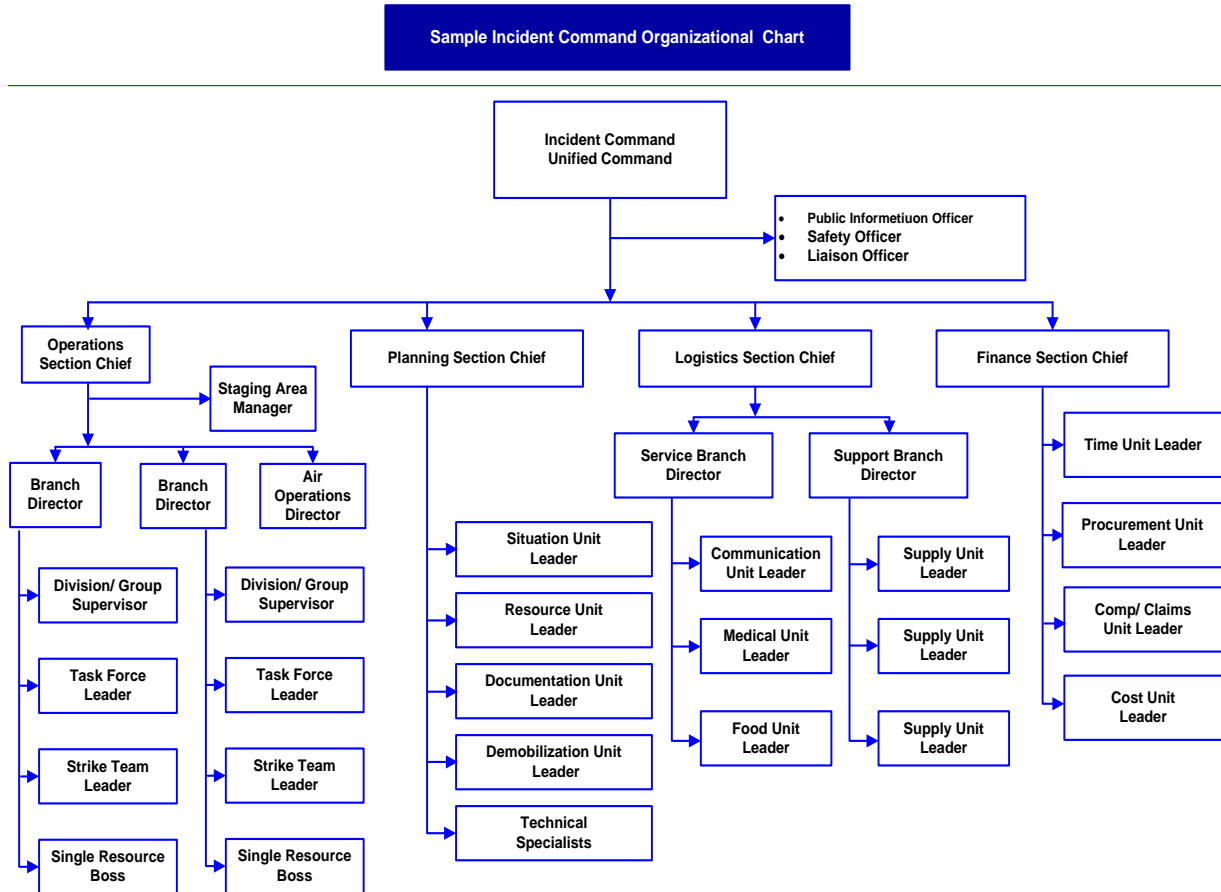 Sample Incident Command Organizational Chart
Incident Command
Unified Command
• Public Informetiuon Officer
• Safety Officer
• Liaison Officer
Operations
Section Chief
Planning Section Chief
Logistics Section Chief
Finance Section Chief
Staging Area
Manager
Branch
Director
Branch
Director
Air
Operations
Director
Service Branch
Director
Support Branch
Director
Division/ Group
Supervisor
Task Force
Leader
Strike Team
Leader
Single Resource
Boss
Division/ Group
Supervisor
Task Force
Leader
Strike Team
Leader
Single Resource
Boss
Situation Unit
Leader
Resource Unit
Leader
Documentation Unit
Leader
Demobilization Unit
Leader
Technical
Specialists
Communication
Unit Leader
Medical Unit
Leader
Food Unit
Leader
Supply Unit
Leader
Supply Unit
Leader
Supply Unit
Leader
Time Unit Leader
Procurement Unit
Leader
Comp/ Claims
Unit Leader
Cost Unit
Leader